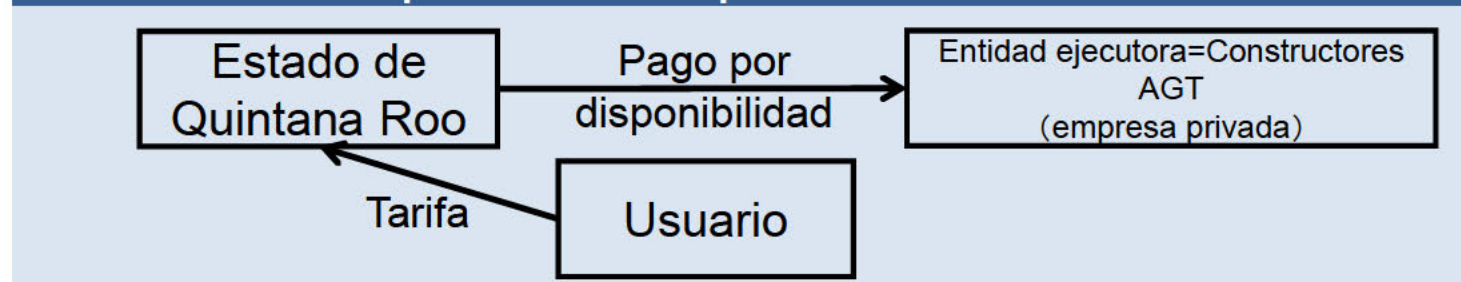 Estado de
Quintana Roo
Pago por
disponibilidad
Entidad ejecutora=Constructores
AGT
（empresa privada）
Tarifa
Usuario